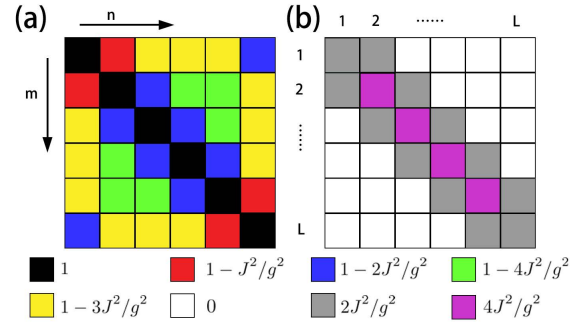 (a) n (b) 1 2 ...... L
1
m 2
......
L
1 1 − J²/g² 1 − 2J²/g² 1 − 4J²/g²
1 − 3J²/g² 0 2J²/g² 4J²/g²